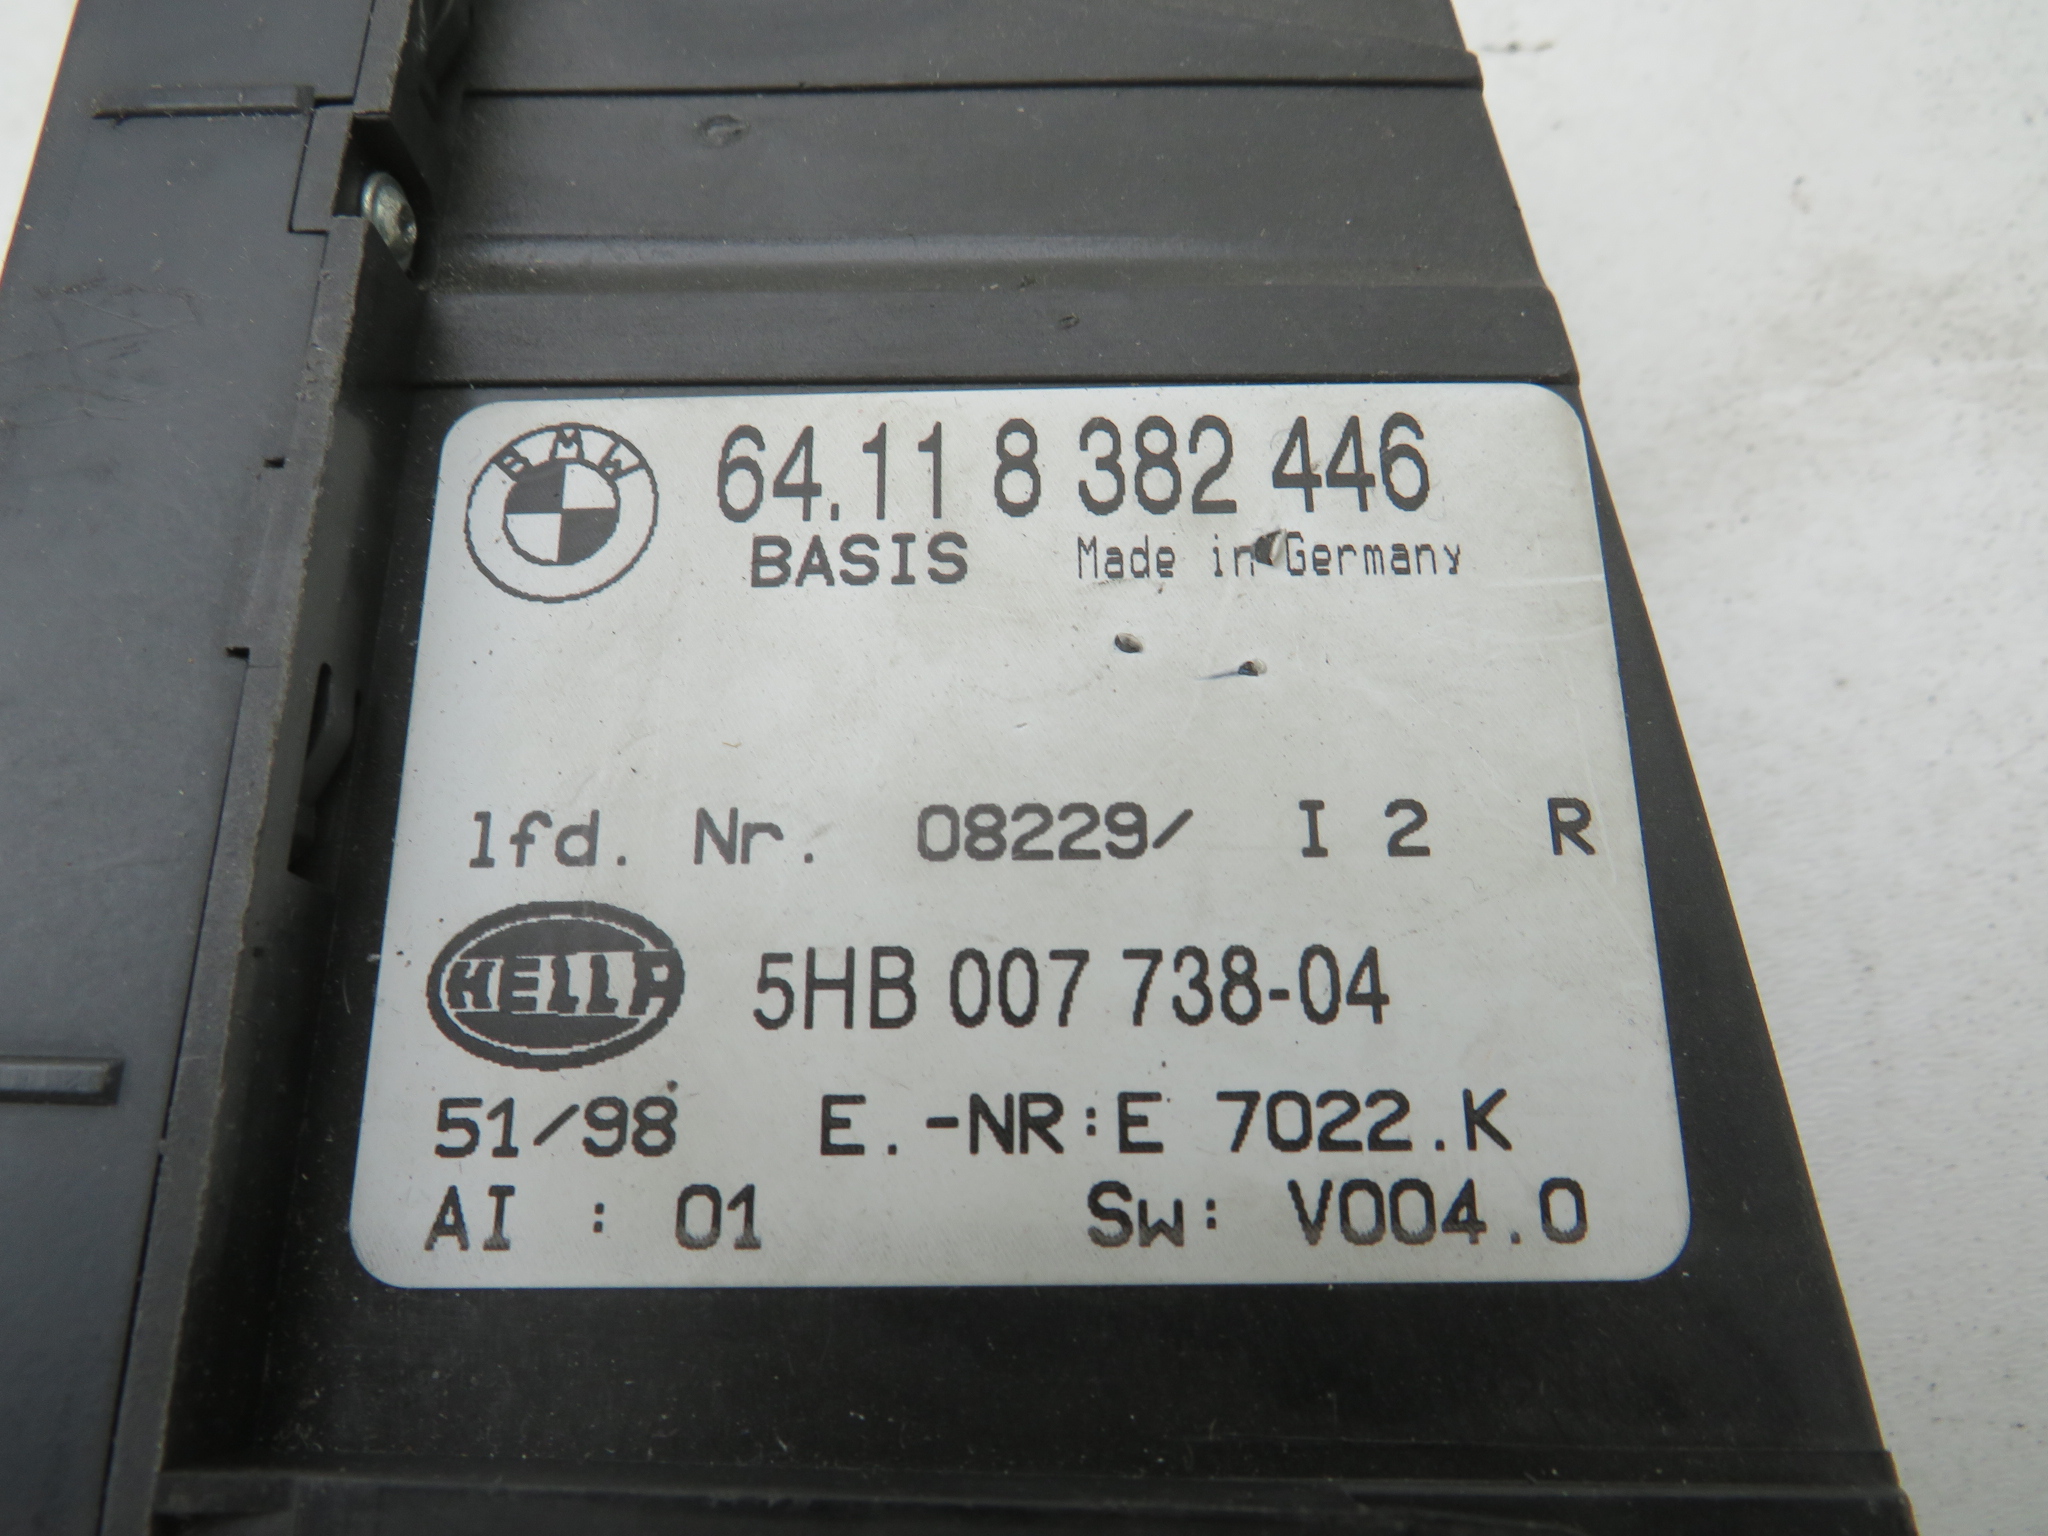 BMW
64.11 8 382 446
BASIS Made in Germany
lfd. Nr. 08229/ I 2 R
HELLA 5HB 007 738-04
51/98 E.-NR:E 7022.K
AI : 01 Sw: V004.0